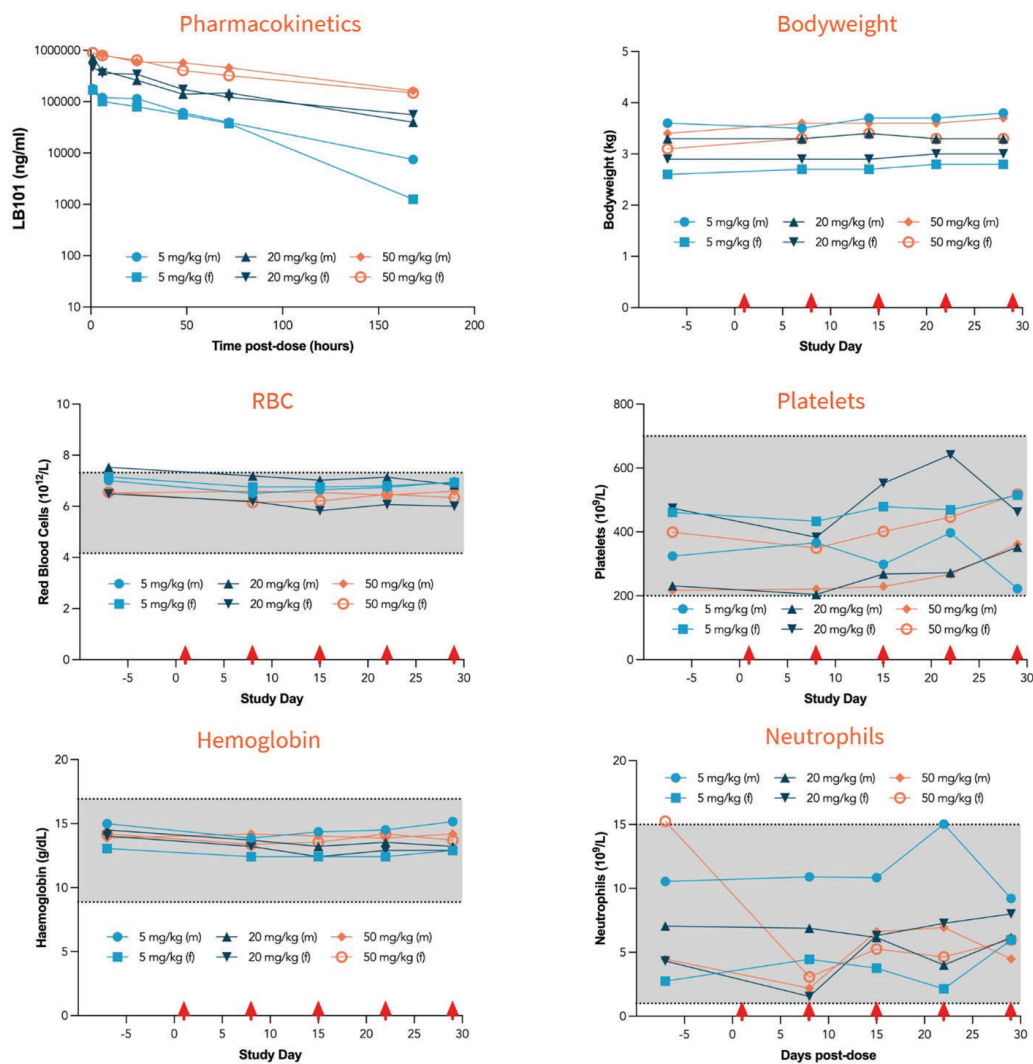 Pharmacokinetics
LB101 (ng/ml)
1000000
100000
10000
1000
100
10
5 mg/kg (m) 20 mg/kg (m) 50 mg/kg (m)
5 mg/kg (f) 20 mg/kg (f) 50 mg/kg (f)
0 50 100 150 200
Time post-dose (hours)
Bodyweight
Bodyweight (kg)
5
4
3
2
1
0
5 mg/kg (m) 20 mg/kg (m) 50 mg/kg (m)
5 mg/kg (f) 20 mg/kg (f) 50 mg/kg (f)
-5 0 5 10 15 20 25 30
Study Day
RBC
Red Blood Cells (10¹²/L)
10
8
6
4
2
0
5 mg/kg (m) 20 mg/kg (m) 50 mg/kg (m)
5 mg/kg (f) 20 mg/kg (f) 50 mg/kg (f)
-5 0 5 10 15 20 25 30
Study Day
Platelets
Platelets (10⁹/L)
800
600
400
200
0
5 mg/kg (m) 20 mg/kg (m) 50 mg/kg (m)
5 mg/kg (f) 20 mg/kg (f) 50 mg/kg (f)
-5 0 5 10 15 20 25 30
Study Day
Hemoglobin
Haemoglobin (g/dL)
20
15
10
5
0
5 mg/kg (m) 20 mg/kg (m) 50 mg/kg (m)
5 mg/kg (f) 20 mg/kg (f) 50 mg/kg (f)
-5 0 5 10 15 20 25 30
Study Day
Neutrophils
Neutrophils (10⁹/L)
20
15
10
5
0
5 mg/kg (m) 20 mg/kg (m) 50 mg/kg (m)
5 mg/kg (f) 20 mg/kg (f) 50 mg/kg (f)
-5 0 5 10 15 20 25 30
Days post-dose